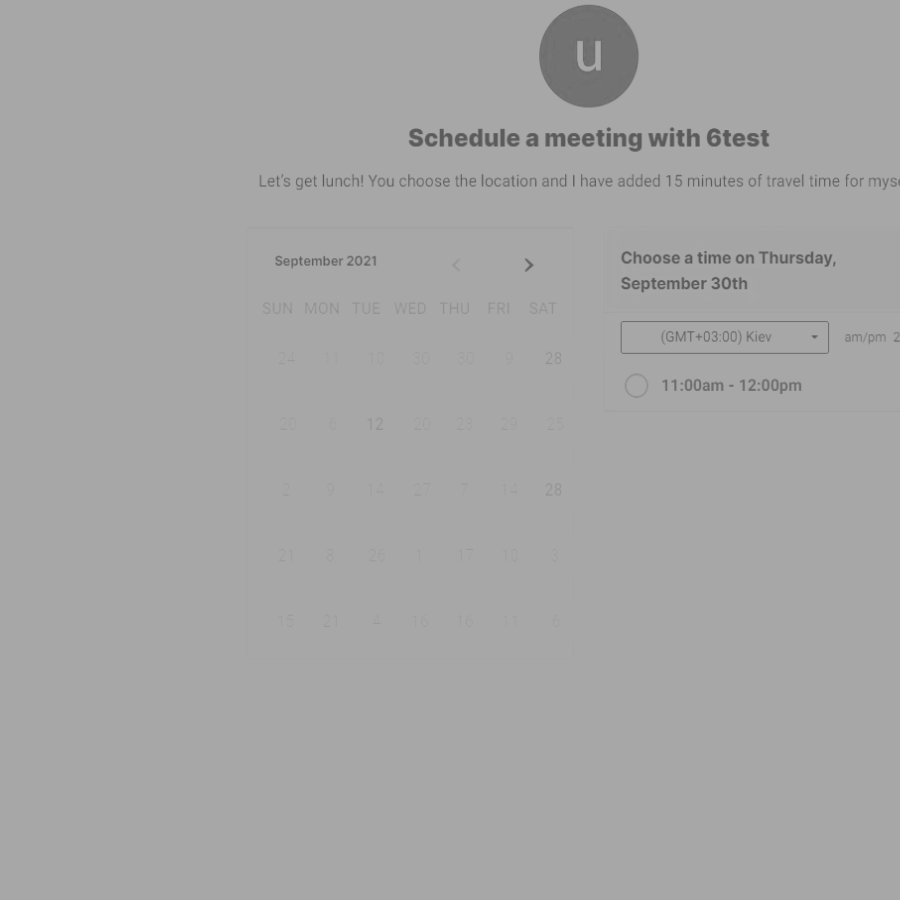 u
Schedule a meeting with 6test
Let's get lunch! You choose the location and I have added 15 minutes of travel time for
September 2021
SUN MON TUE WED THU FRI SAT
24 11 10 30 30 9 28
20 6 12 20 23 29 25
2 9 14 27 7 14 28
21 8 26 1 17 10 3
15 21 4 16 16 11 6
Choose a time on Thursday,
September 30th
(GMT+03:00) Kiev
am/pm
11:00am - 12:00pm